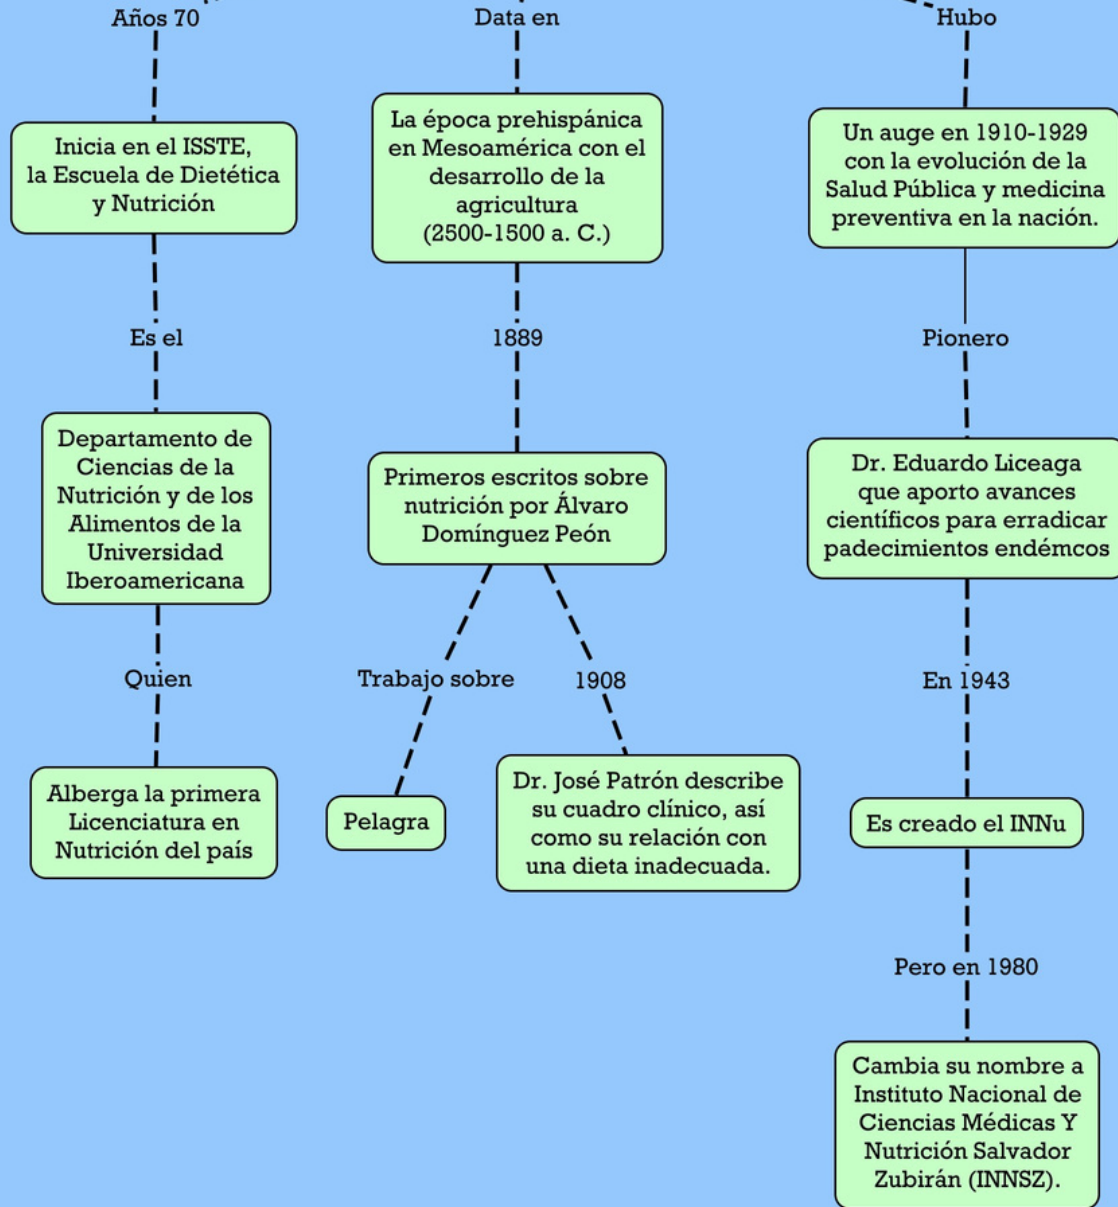 Años 70
Inicia en el ISSTE,
la Escuela de Dietética
y Nutrición
Es el
Departamento de
Ciencias de la
Nutrición y de los
Alimentos de la
Universidad
Iberoamericana
Quien
Alberga la primera
Licenciatura en
Nutrición del país
Data en
La época prehispánica
en Mesoamérica con el
desarrollo de la
agricultura
(2500-1500 a. C.)
1889
Primeros escritos sobre
nutrición por Álvaro
Domínguez Peón
Trabajo sobre
Pelagra
1908
Dr. José Patrón describe
su cuadro clínico, así
como su relación con
una dieta inadecuada.
Hubo
Un auge en 1910-1929
con la evolución de la
Salud Pública y medicina
preventiva en la nación.
Pionero
Dr. Eduardo Liceaga
que aporto avances
científicos para erradicar
padecimientos endémcos
En 1943
Es creado el INNu
Pero en 1980
Cambia su nombre a
Instituto Nacional de
Ciencias Médicas Y
Nutrición Salvador
Zubirán (INNSZ).